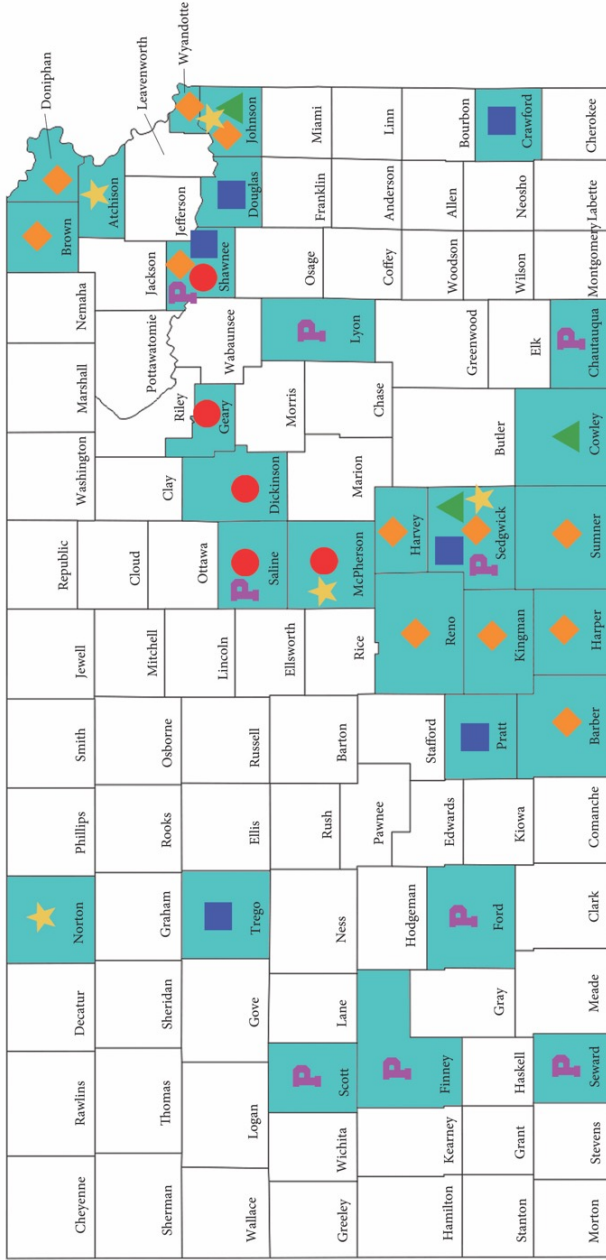 Cheyenne
Rawlins
Decatur
Norton
Phillips
Smith
Jewell
Republic
Washington
Marshall
Nemaha
Brown
Doniphan
Sherman
Thomas
Sheridan
Graham
Rooks
Osborne
Mitchell
Cloud
Clay
Riley
Pottawatomie
Jackson
Atchison
Jefferson
Leavenworth
Wyandotte
Wallace
Logan
Gove
Trego
Ellis
Russell
Lincoln
Ottawa
P
Saline
Dickinson
Geary
Wabaunsee
P
Shawnee
Douglas
Johnson
Greeley
Wichita
P
Scott
Lane
Ness
Rush
Barton
Ellsworth
Rice
McPherson
Marion
Morris
Chase
P
Lyon
Osage
Coffey
Franklin
Anderson
Miami
Linn
Hamilton
Kearney
P
Finney
Hodgeman
Pawnee
Edwards
Stafford
Reno
Harvey
P
Sedgwick
Butler
Greenwood
Woodson
Allen
Bourbon
Stanton
Grant
Haskell
Gray
P
Ford
Kiowa
Pratt
Kingman
Elk
Wilson
Neosho
Crawford
Morton
Stevens
P
Seward
Meade
Clark
Comanche
Barber
Harper
Sumner
Cowley
P
Chautauqua
Montgomery
Labette
Cherokee